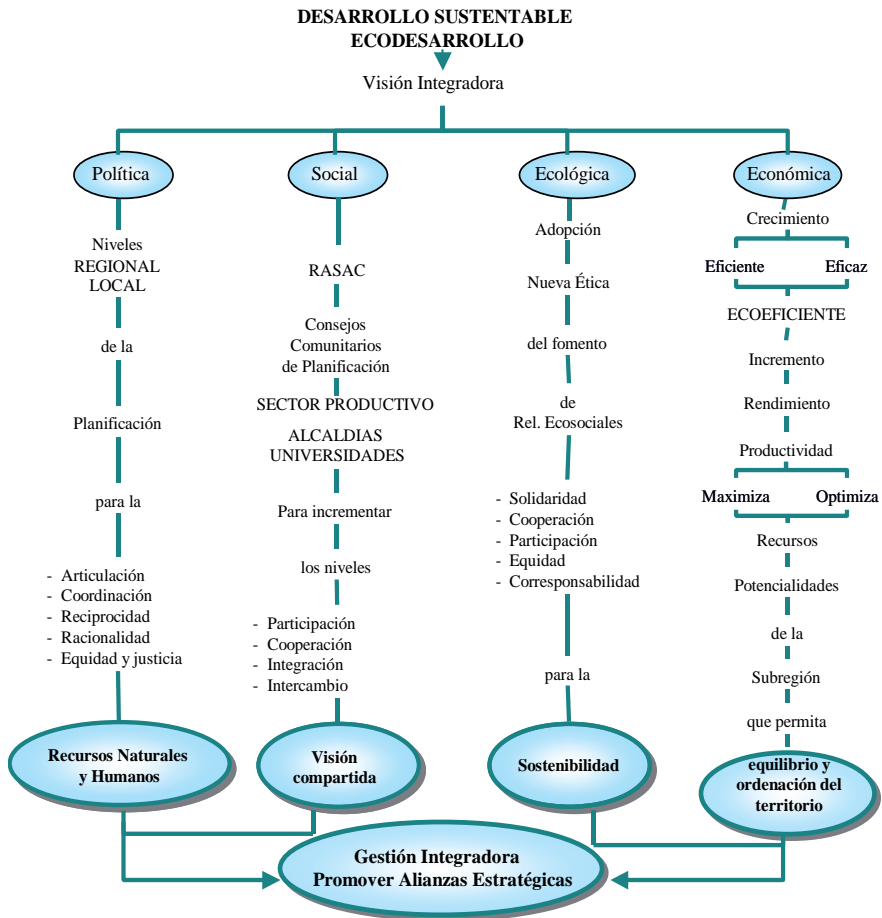 DESARROLLO SUSTENTABLE
ECODESARROLLO
Visión Integradora
Política
Niveles
REGIONAL
LOCAL
de la
Planificación
para la
- Articulación
- Coordinación
- Reciprocidad
- Racionalidad
- Equidad y justicia
Recursos Naturales
y Humanos
Social
RASAC
Consejos
Comunitarios
de Planificación
SECTOR PRODUCTIVO
ALCALDIAS
UNIVERSIDADES
Para incrementar
los niveles
- Participación
- Cooperación
- Integración
- Intercambio
Visión
compartida
Ecológica
Adopción
Nueva Ética
del fomento
de
Rel. Ecosociales
- Solidaridad
- Cooperación
- Participación
- Equidad
- Corresponsabilidad
para la
Sostenibilidad
Económica
Crecimiento
Eficiente Eficaz
ECOEFICIENTE
Incremento
Rendimiento
Productividad
Maximiza Optimiza
Recursos
Potencialidades
de la
Subregión
que permita
equilibrio y
ordenación del
territorio
Gestión Integradora
Promover Alianzas Estratégicas